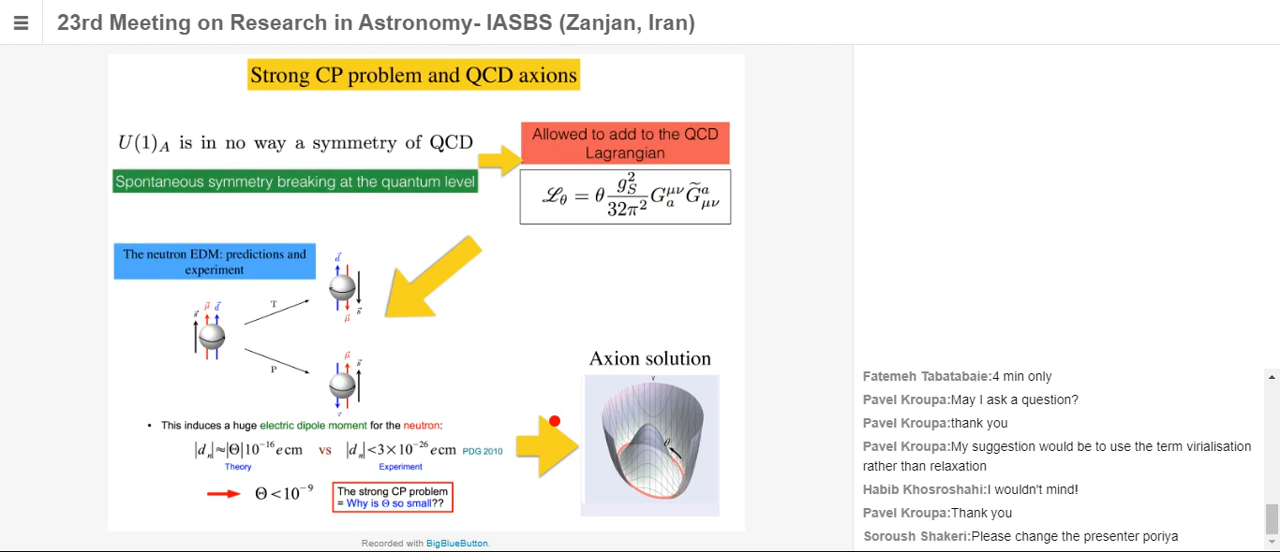 ☰ 23rd Meeting on Research in Astronomy- IASBS (Zanjan, Iran)
Strong CP problem and QCD axions
U(1)_A is in no way a symmetry of QCD
Spontaneous symmetry breaking at the quantum level
Allowed to add to the QCD
Lagrangian
ℒ_θ = θ g_S^2/32π^2 G_a^{μν} G̃_{μν}^a
The neutron EDM: predictions and
experiment
T
P
• This induces a huge electric dipole moment for the neutron:
|d_n|≈|Θ|10^{-16} e cm vs |d_n|<3×10^{-26} e cm PDG 2010
Theory Experiment
Θ<10^{-9}
The strong CP problem
= Why is Θ so small??
Axion solution
V
θ
Recorded with BigBlueButton.
Fatemeh Tabatabaie:4 min only
Pavel Kroupa:May I ask a question?
Pavel Kroupa:thank you
Pavel Kroupa:My suggestion would be to use the term virialisation
rather than relaxation
Habib Khosroshahi:I wouldn't mind!
Pavel Kroupa:Thank you
Soroush Shakeri:Please change the presenter poriya